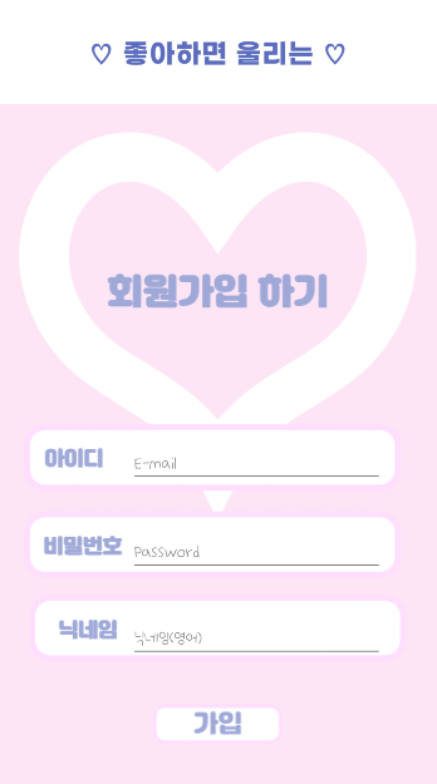 ♡ 좋아하면 울리는 ♡
회원가입 하기
아이디 E-mail
비밀번호 Password
닉네임 닉네임(영어)
가입